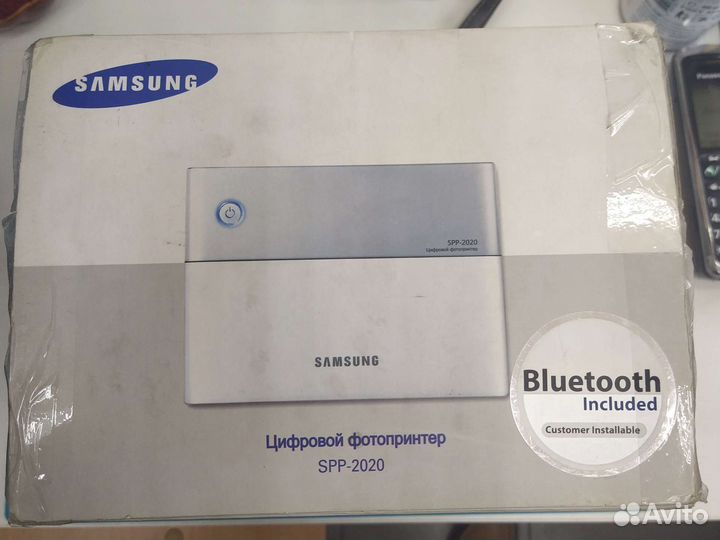 SAMSUNG
SPP-2020
Цифровой фотопринтер
SAMSUNG
Bluetooth
Included
Customer Installable
Цифровой фотопринтер
SPP-2020
Avito